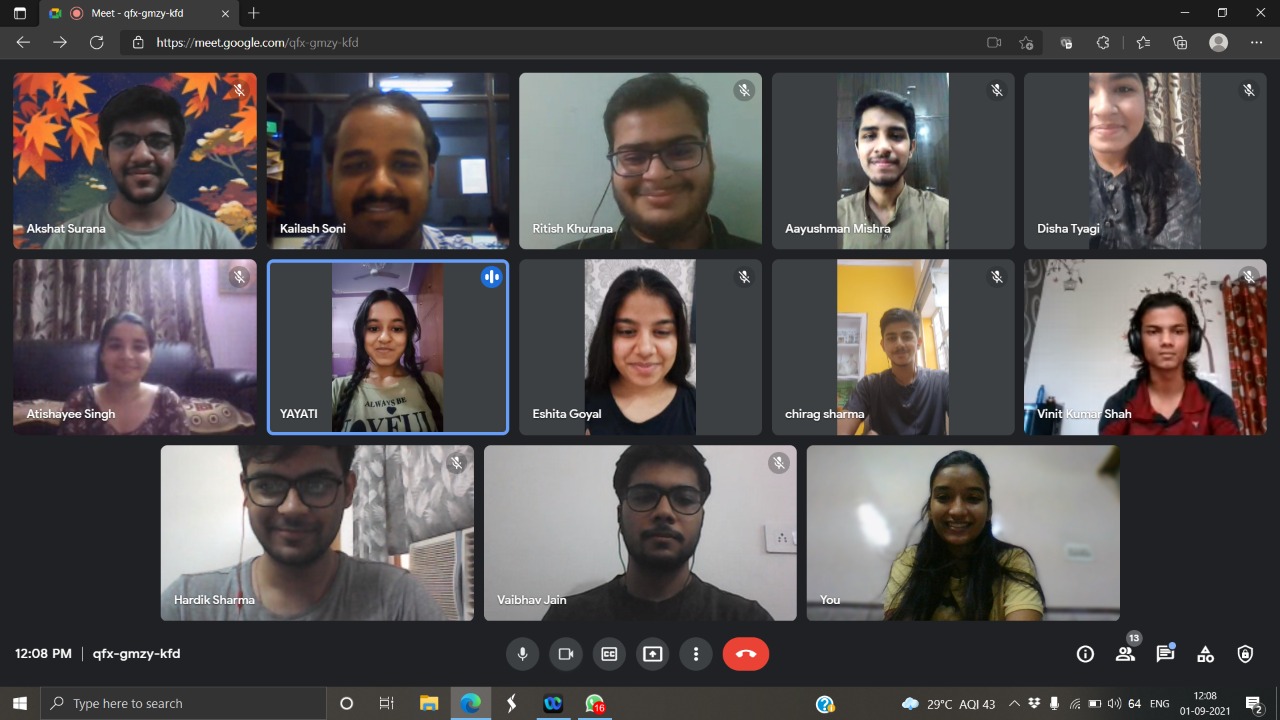 Meet - qfx-gmzy-kfd
https://meet.google.com/qfx-gmzy-kfd
Akshat Surana
Kailash Soni
Ritish Khurana
Aayushman Mishra
Disha Tyagi
Atishayee Singh
YAYATI
ALWAYS BE
JOYFUL
Eshita Goyal
chirag sharma
Vinit Kumar Shah
Hardik Sharma
Vaibhav Jain
You
12:08 PM | qfx-gmzy-kfd
CC
13
Type here to search
16
29°C AQI 43
64
ENG
12:08
01-09-2021
2